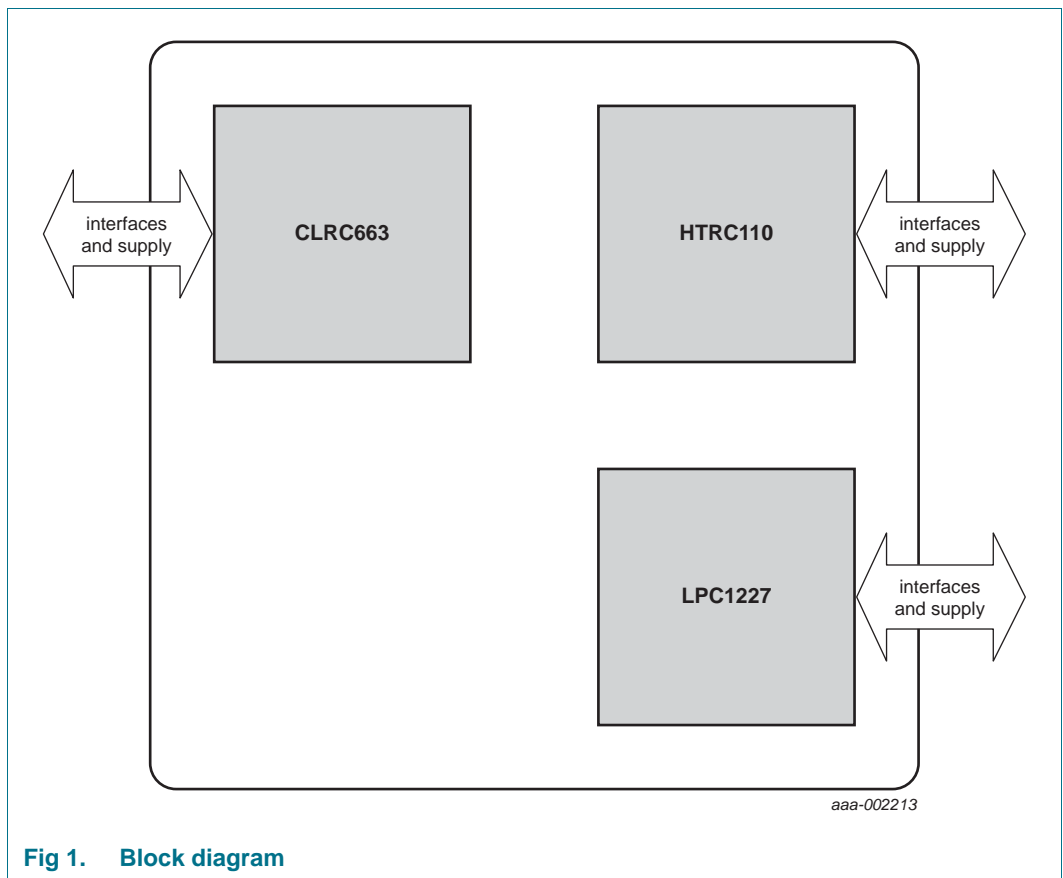 interfaces
and supply
CLRC663
HTRC110
interfaces
and supply
LPC1227
interfaces
and supply
aaa-002213
Fig 1. Block diagram